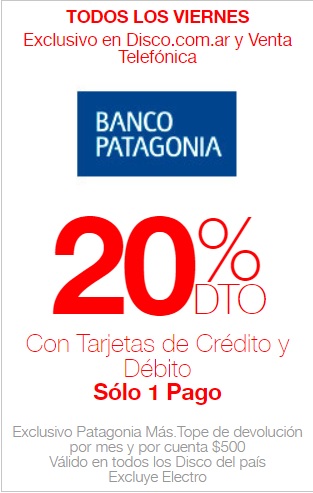 TODOS LOS VIERNES
Exclusivo en Disco.com.ar y Venta
Telefónica
BANCO
PATAGONIA
20%
DTO
Con Tarjetas de Crédito y
Débito
Sólo 1 Pago
Exclusivo Patagonia Más.Tope de devolución
por mes y por cuenta $500
Válido en todos los Disco del país
Excluye Electro